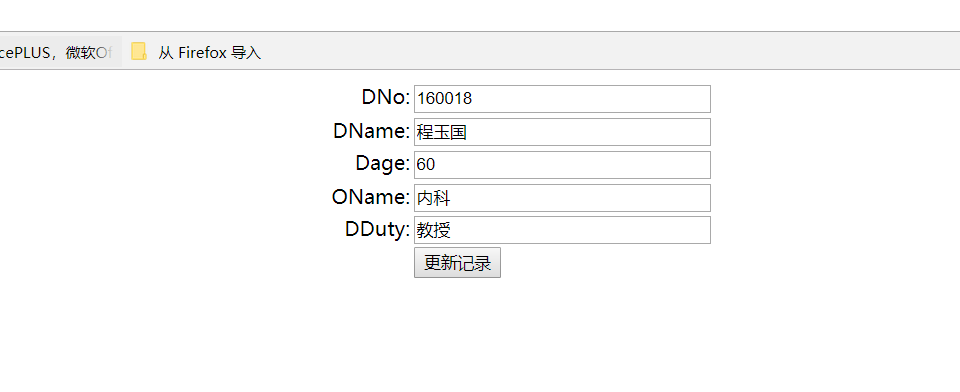 cePLUS，微软Of
从 Firefox 导入
DNo: 160018
DName: 程玉国
Dage: 60
OName: 内科
DDuty: 教授
更新记录